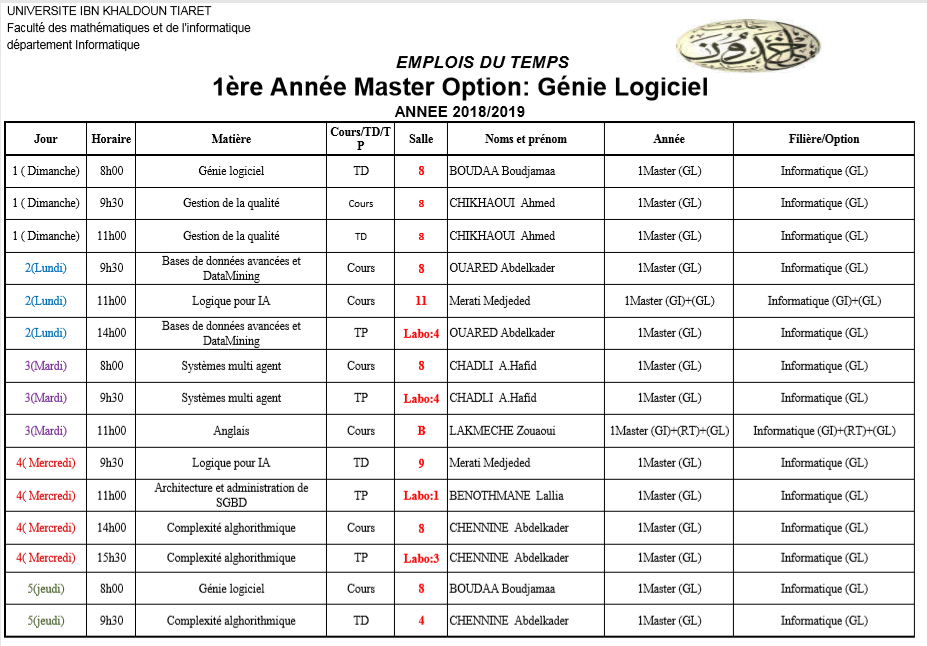 UNIVERSITE IBN KHALDOUN TIARET
Faculté des mathématiques et de l'informatique
département Informatique
جامعة
ابن خلدون
EMPLOIS DU TEMPS
1ère Année Master Option: Génie Logiciel
ANNEE 2018/2019
Jour Horaire Matière Cours/TD/TP Salle Noms et prénom Année Filière/Option
1 ( Dimanche) 8h00 Génie logiciel TD 8 BOUDAA Boudjamaa 1Master (GL) Informatique (GL)
1 ( Dimanche) 9h30 Gestion de la qualité Cours 8 CHIKHAOUI Ahmed 1Master (GL) Informatique (GL)
1 ( Dimanche) 11h00 Gestion de la qualité TD 8 CHIKHAOUI Ahmed 1Master (GL) Informatique (GL)
2(Lundi) 9h30 Bases de données avancées et DataMining Cours 8 OUARED Abdelkader 1Master (GL) Informatique (GL)
2(Lundi) 11h00 Logique pour IA Cours 11 Merati Medjeded 1Master (GI)+(GL) Informatique (GI)+(GL)
2(Lundi) 14h00 Bases de données avancées et DataMining TP Labo:4 OUARED Abdelkader 1Master (GL) Informatique (GL)
3(Mardi) 8h00 Systèmes multi agent Cours 8 CHADLI A.Hafid 1Master (GL) Informatique (GL)
3(Mardi) 9h30 Systèmes multi agent TP Labo:4 CHADLI A.Hafid 1Master (GL) Informatique (GL)
3(Mardi) 11h00 Anglais Cours B LAKMECHE Zouaoui 1Master (GI)+(RT)+(GL) Informatique (GI)+(RT)+(GL)
4( Mercredi) 9h30 Logique pour IA TD 9 Merati Medjeded 1Master (GL) Informatique (GL)
4( Mercredi) 11h00 Architecture et administration de SGBD TP Labo:1 BENOTHMANE Lallia 1Master (GL) Informatique (GL)
4( Mercredi) 14h00 Complexité alghorithmique Cours 8 CHENNINE Abdelkader 1Master (GL) Informatique (GL)
4( Mercredi) 15h30 Complexité alghorithmique TP Labo:3 CHENNINE Abdelkader 1Master (GL) Informatique (GL)
5(jeudi) 8h00 Génie logiciel Cours 8 BOUDAA Boudjamaa 1Master (GL) Informatique (GL)
5(jeudi) 9h30 Complexité alghorithmique TD 4 CHENNINE Abdelkader 1Master (GL) Informatique (GL)